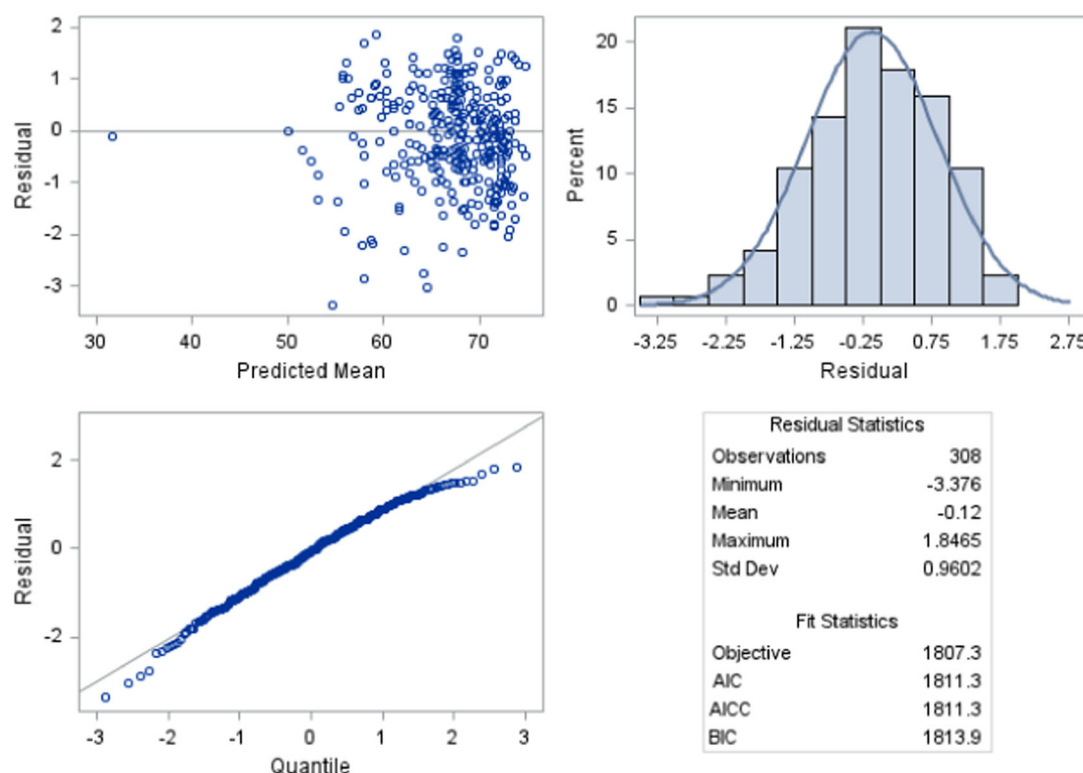 2
1
0
-1
-2
-3
Residual
30 40 50 60 70
Predicted Mean
20
15
10
5
0
Percent
-3.25 -2.25 -1.25 -0.25 0.75 1.75 2.75
Residual
2
0
-2
Residual
-3 -2 -1 0 1 2 3
Quantile
Residual Statistics
Observations 308
Minimum -3.376
Mean -0.12
Maximum 1.8465
Std Dev 0.9602
Fit Statistics
Objective 1807.3
AIC 1811.3
AICC 1811.3
BIC 1813.9